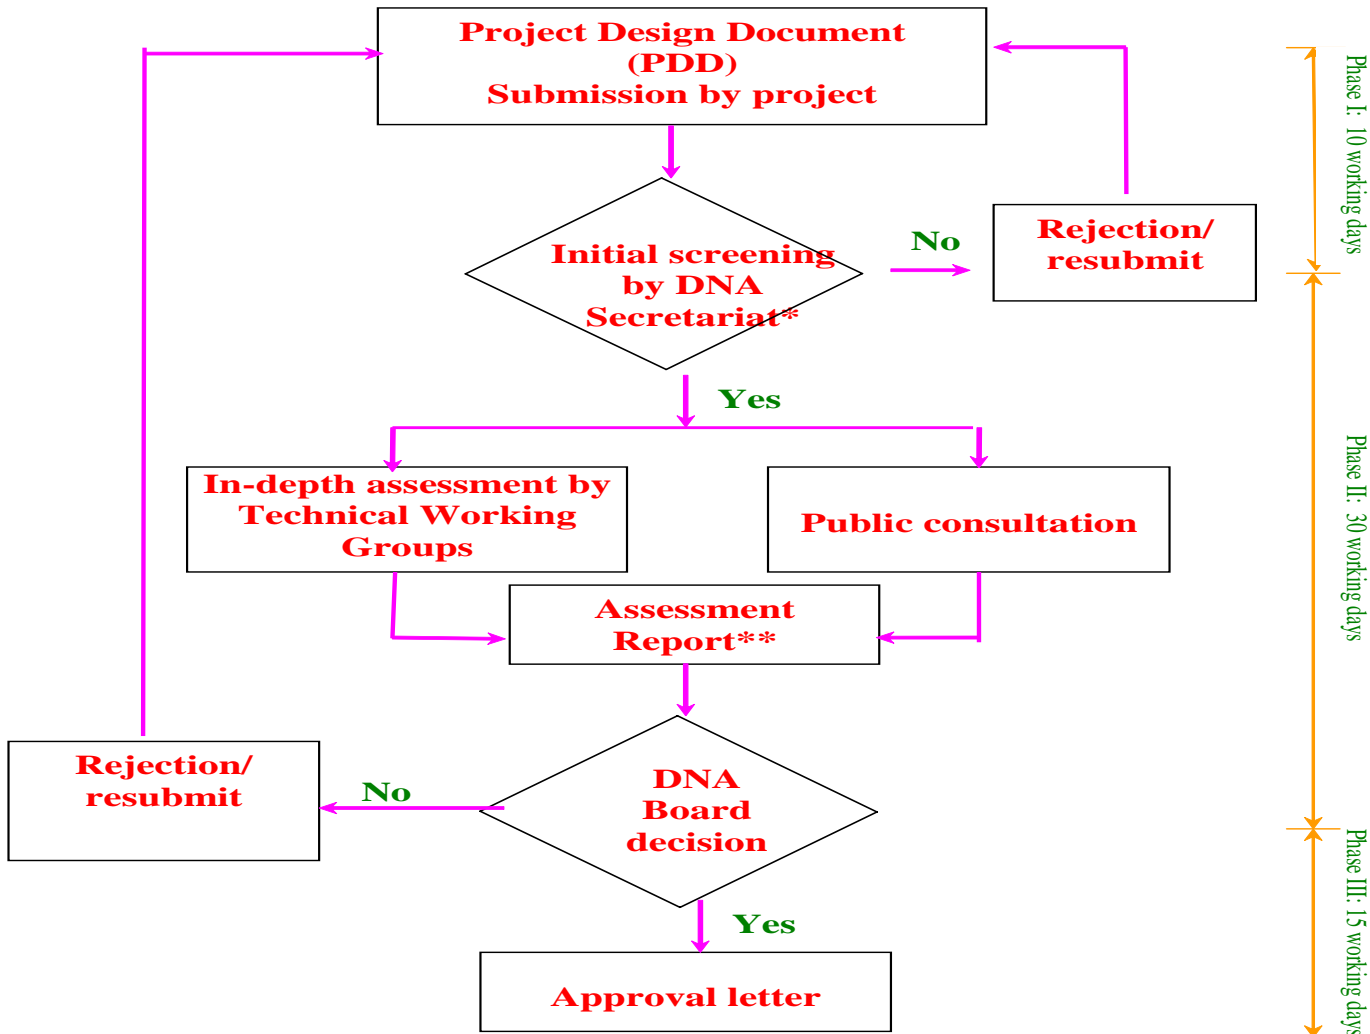 Project Design Document
(PDD)
Submission by project
Phase I:  10 working days
Initial screening
by DNA
Secretariat*
No
Rejection/
resubmit
Yes
In-depth assessment by
Technical Working
Groups
Public consultation
Phase II:  30 working days
Assessment
Report**
Rejection/
resubmit
No
DNA
Board
decision
Yes
Phase III: 15 working days
Approval letter